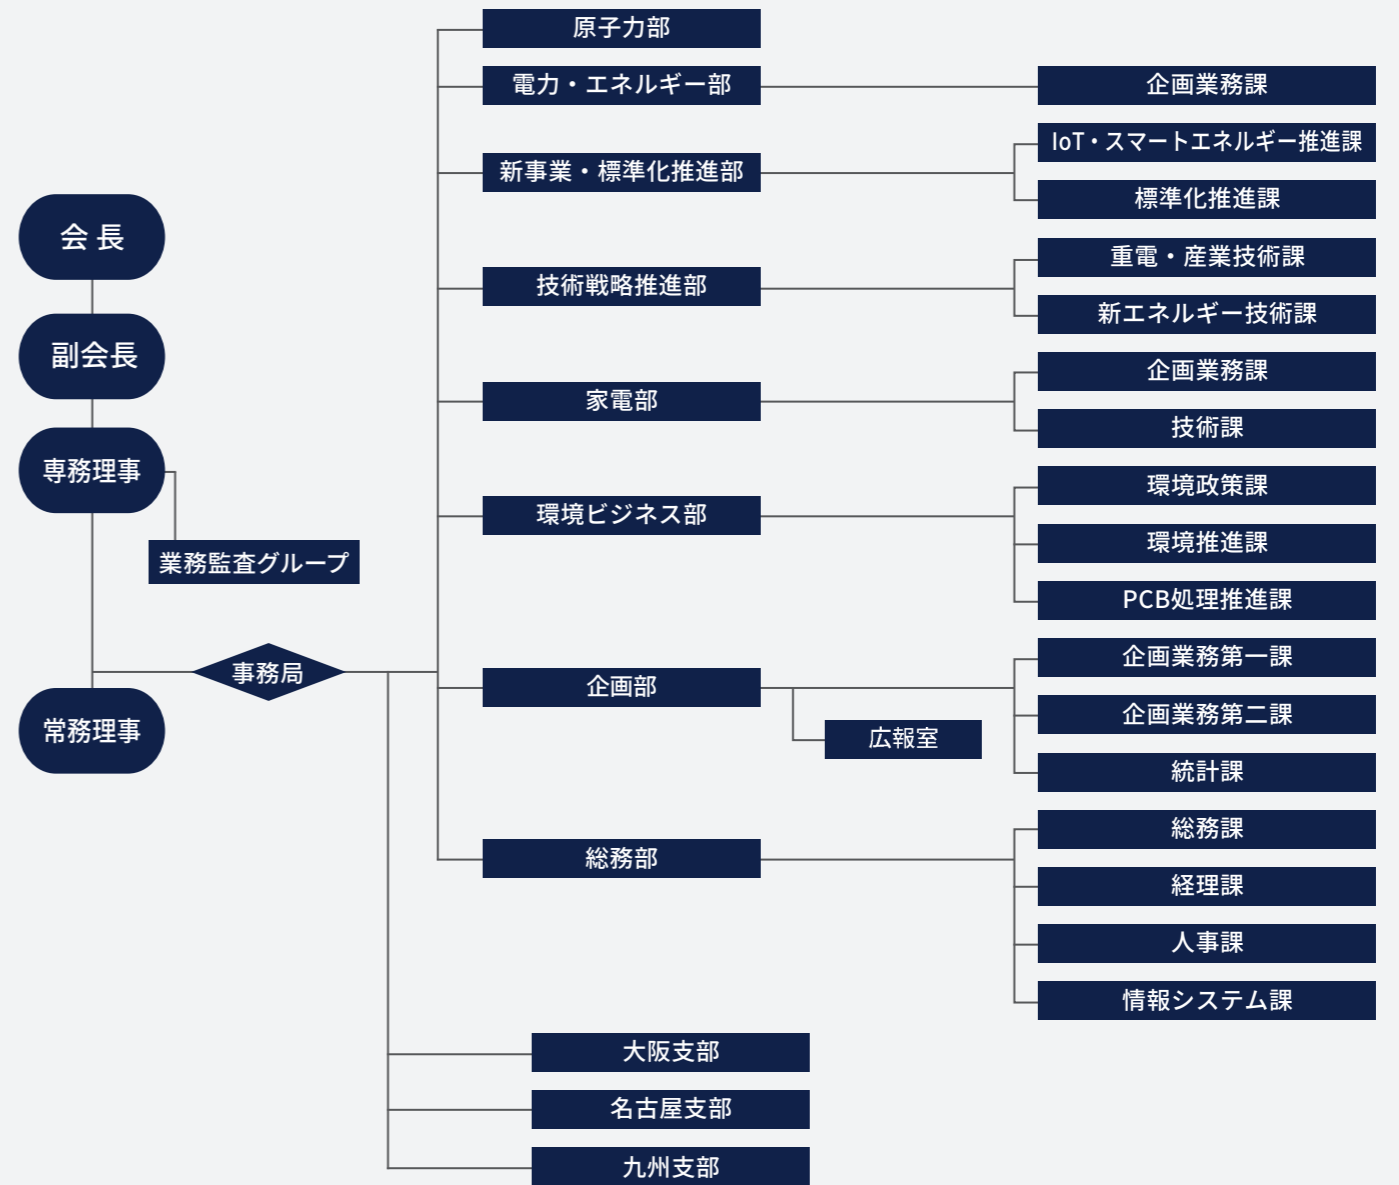 会 長
副会長
専務理事
業務監査グループ
事務局
常務理事
原子力部
電力・エネルギー部
企画業務課
新事業・標準化推進部
IoT・スマートエネルギー推進課
標準化推進課
技術戦略推進部
重電・産業技術課
新エネルギー技術課
家電部
企画業務課
技術課
環境ビジネス部
環境政策課
環境推進課
PCB処理推進課
企画部
広報室
企画業務第一課
企画業務第二課
統計課
総務部
総務課
経理課
人事課
情報システム課
大阪支部
名古屋支部
九州支部